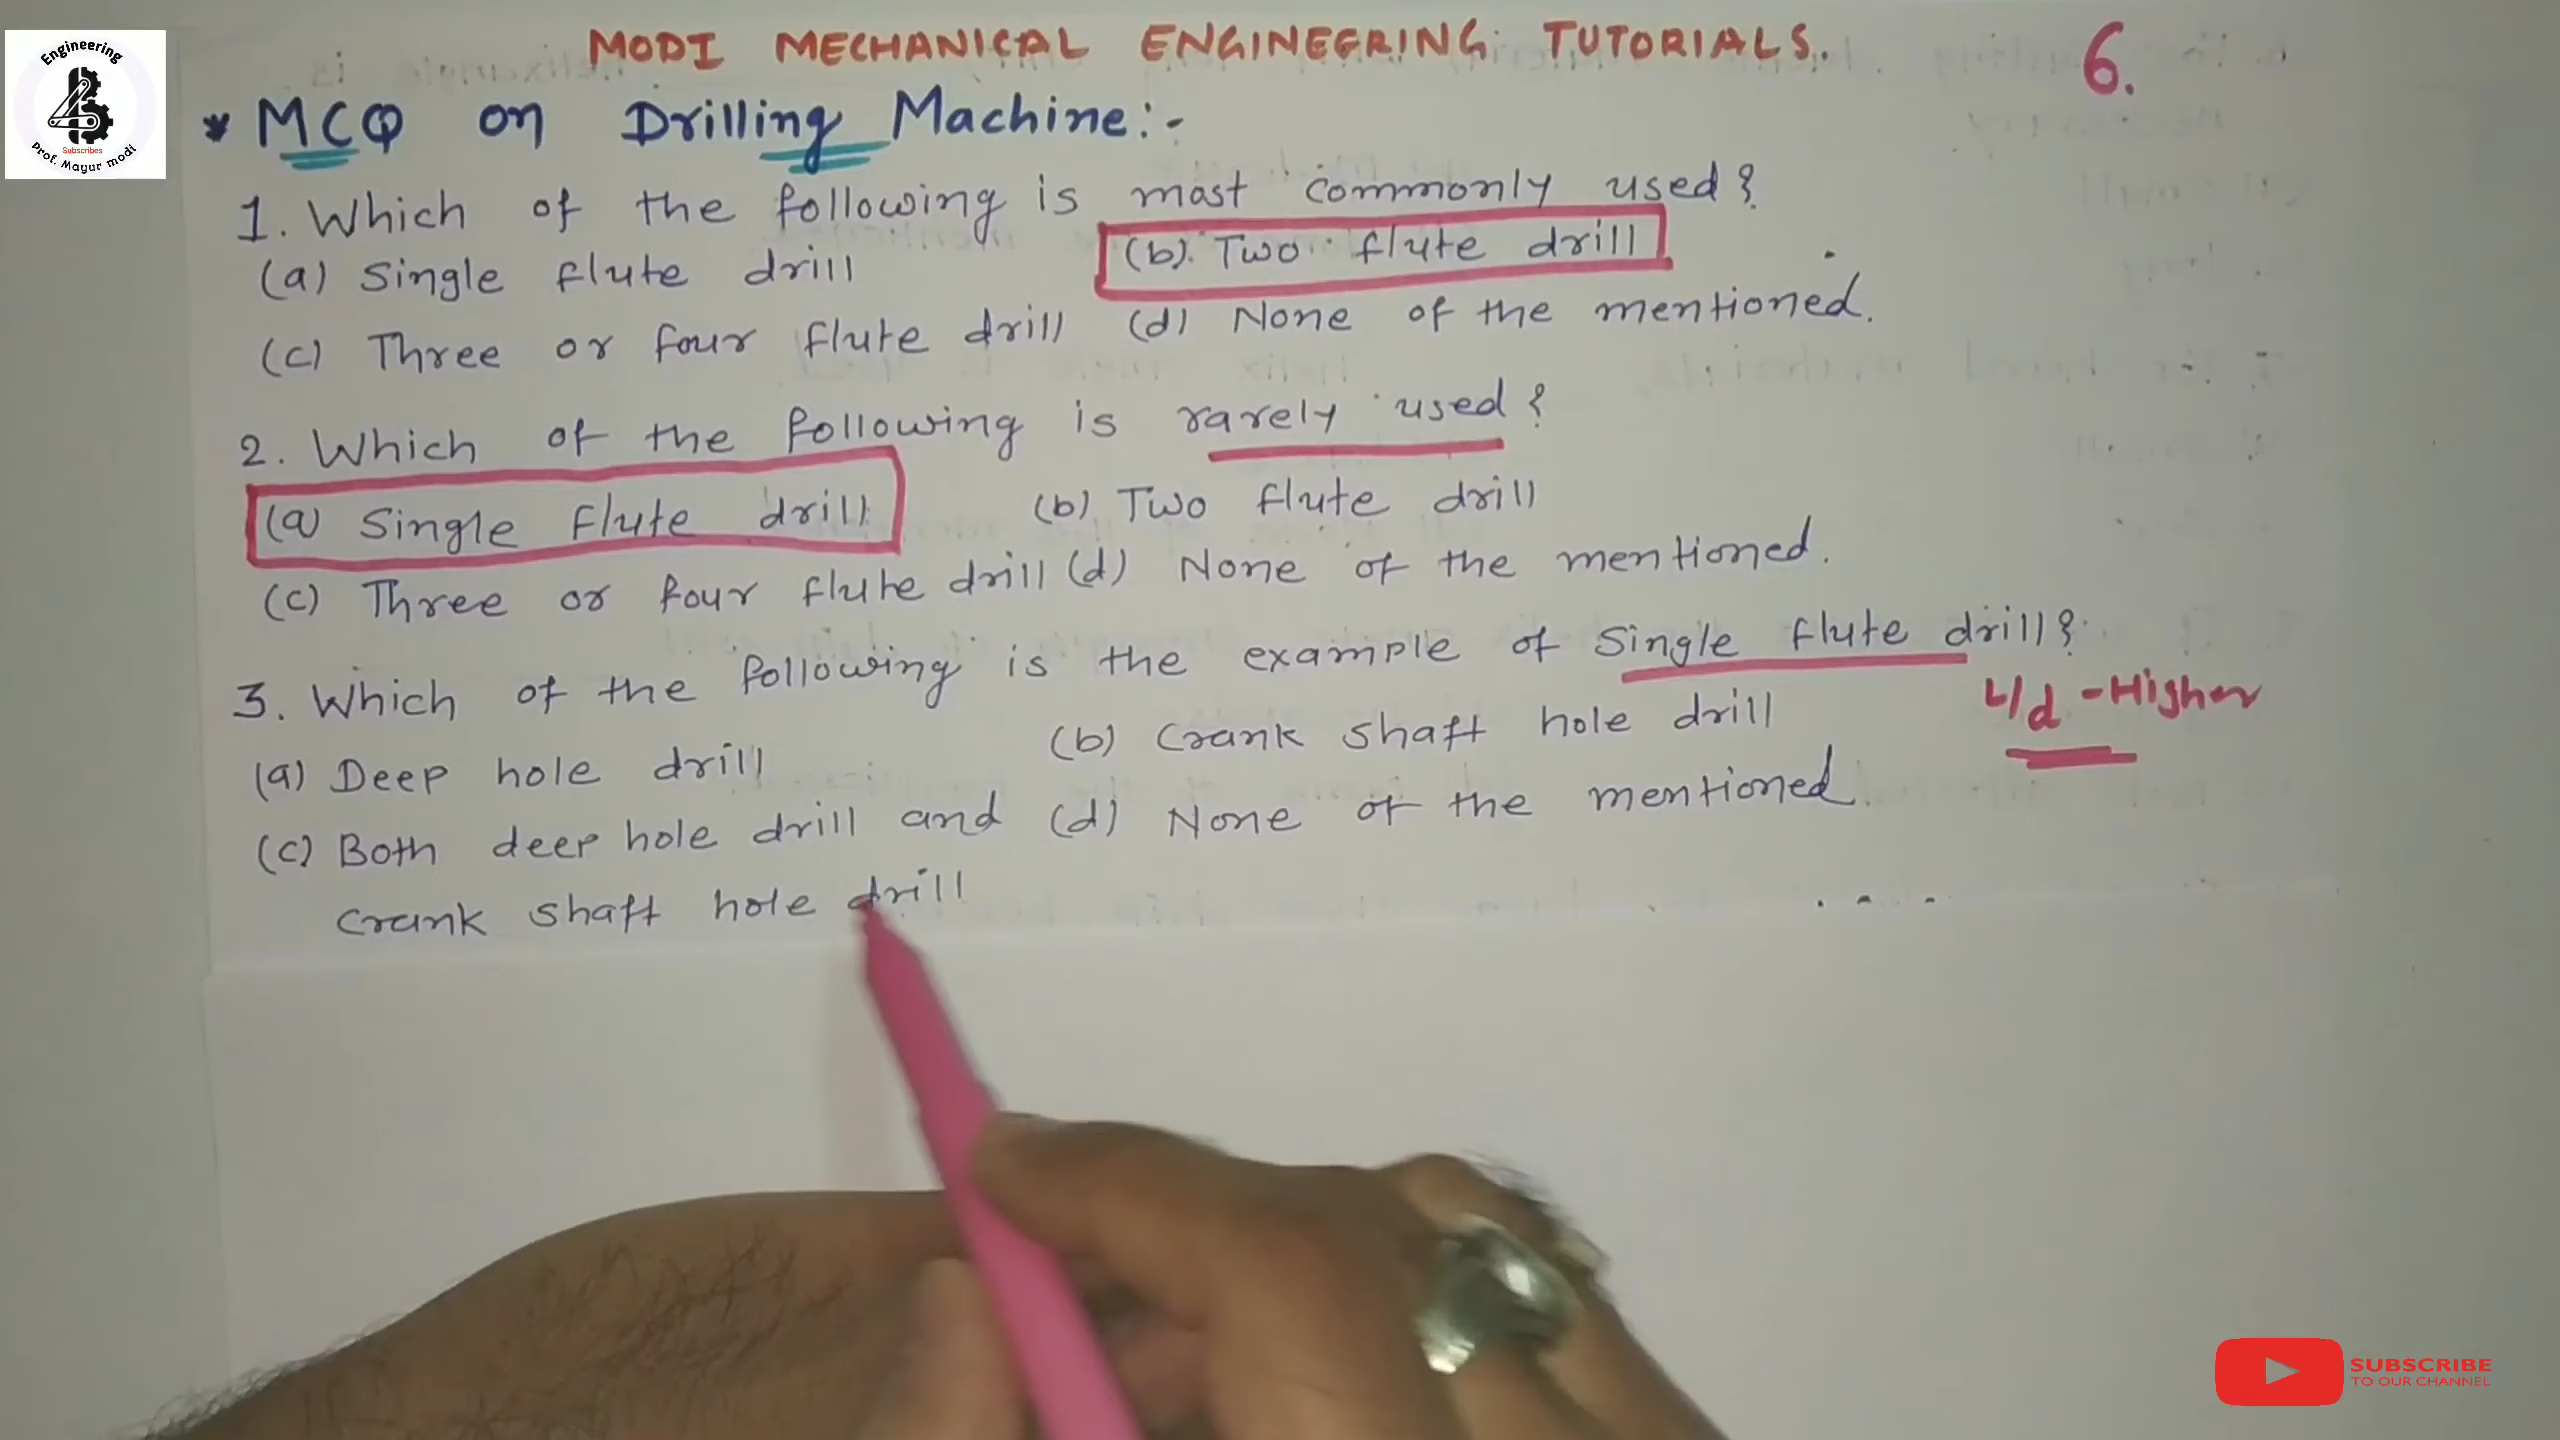 MODI MECHANICAL ENGINEERING TUTORIALS.
6.
Engineering
Subscribes
Prof. Mayur modi
* MCQ on Drilling Machine:-
1. Which of the following is most commonly used?
(a) Single flute drill (b). Two flute drill
(c) Three or four flute drill (d) None of the mentioned.
2. Which of the following is rarely used?
(a) Single flute drill (b) Two flute drill
(c) Three or four flute drill (d) None of the mentioned.
3. Which of the following is the example of Single flute drill?
L/d - Higher
(a) Deep hole drill (b) Crank shaft hole drill
(c) Both deep hole drill and (d) None of the mentioned.
crank shaft hole drill
SUBSCRIBE
TO OUR CHANNEL